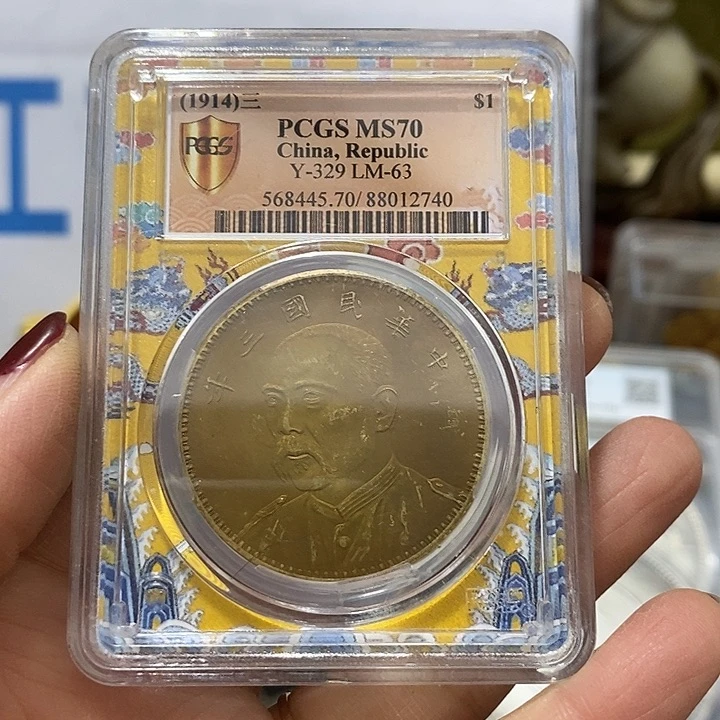 (1914)三 $1
PCGS
PCGS MS70
China, Republic
Y-329 LM-63
568445.70/88012740
中華民國三年